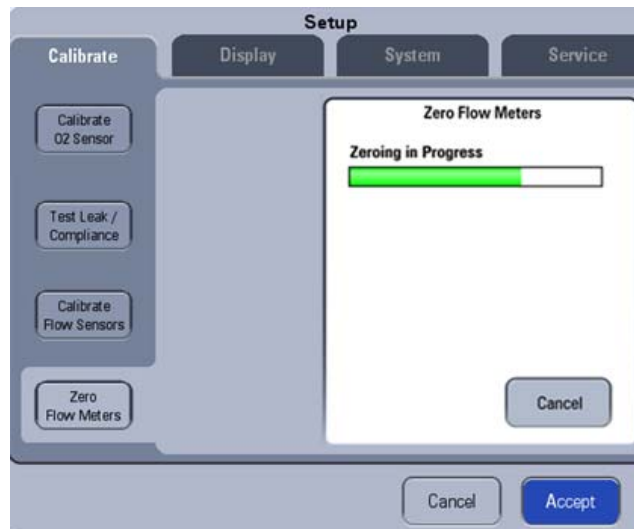 Setup
Calibrate
Display
System
Service
Calibrate
O2 Sensor
Test Leak /
Compliance
Calibrate
Flow Sensors
Zero
Flow Meters
Zero Flow Meters
Zeroing in Progress
Cancel
Cancel
Accept